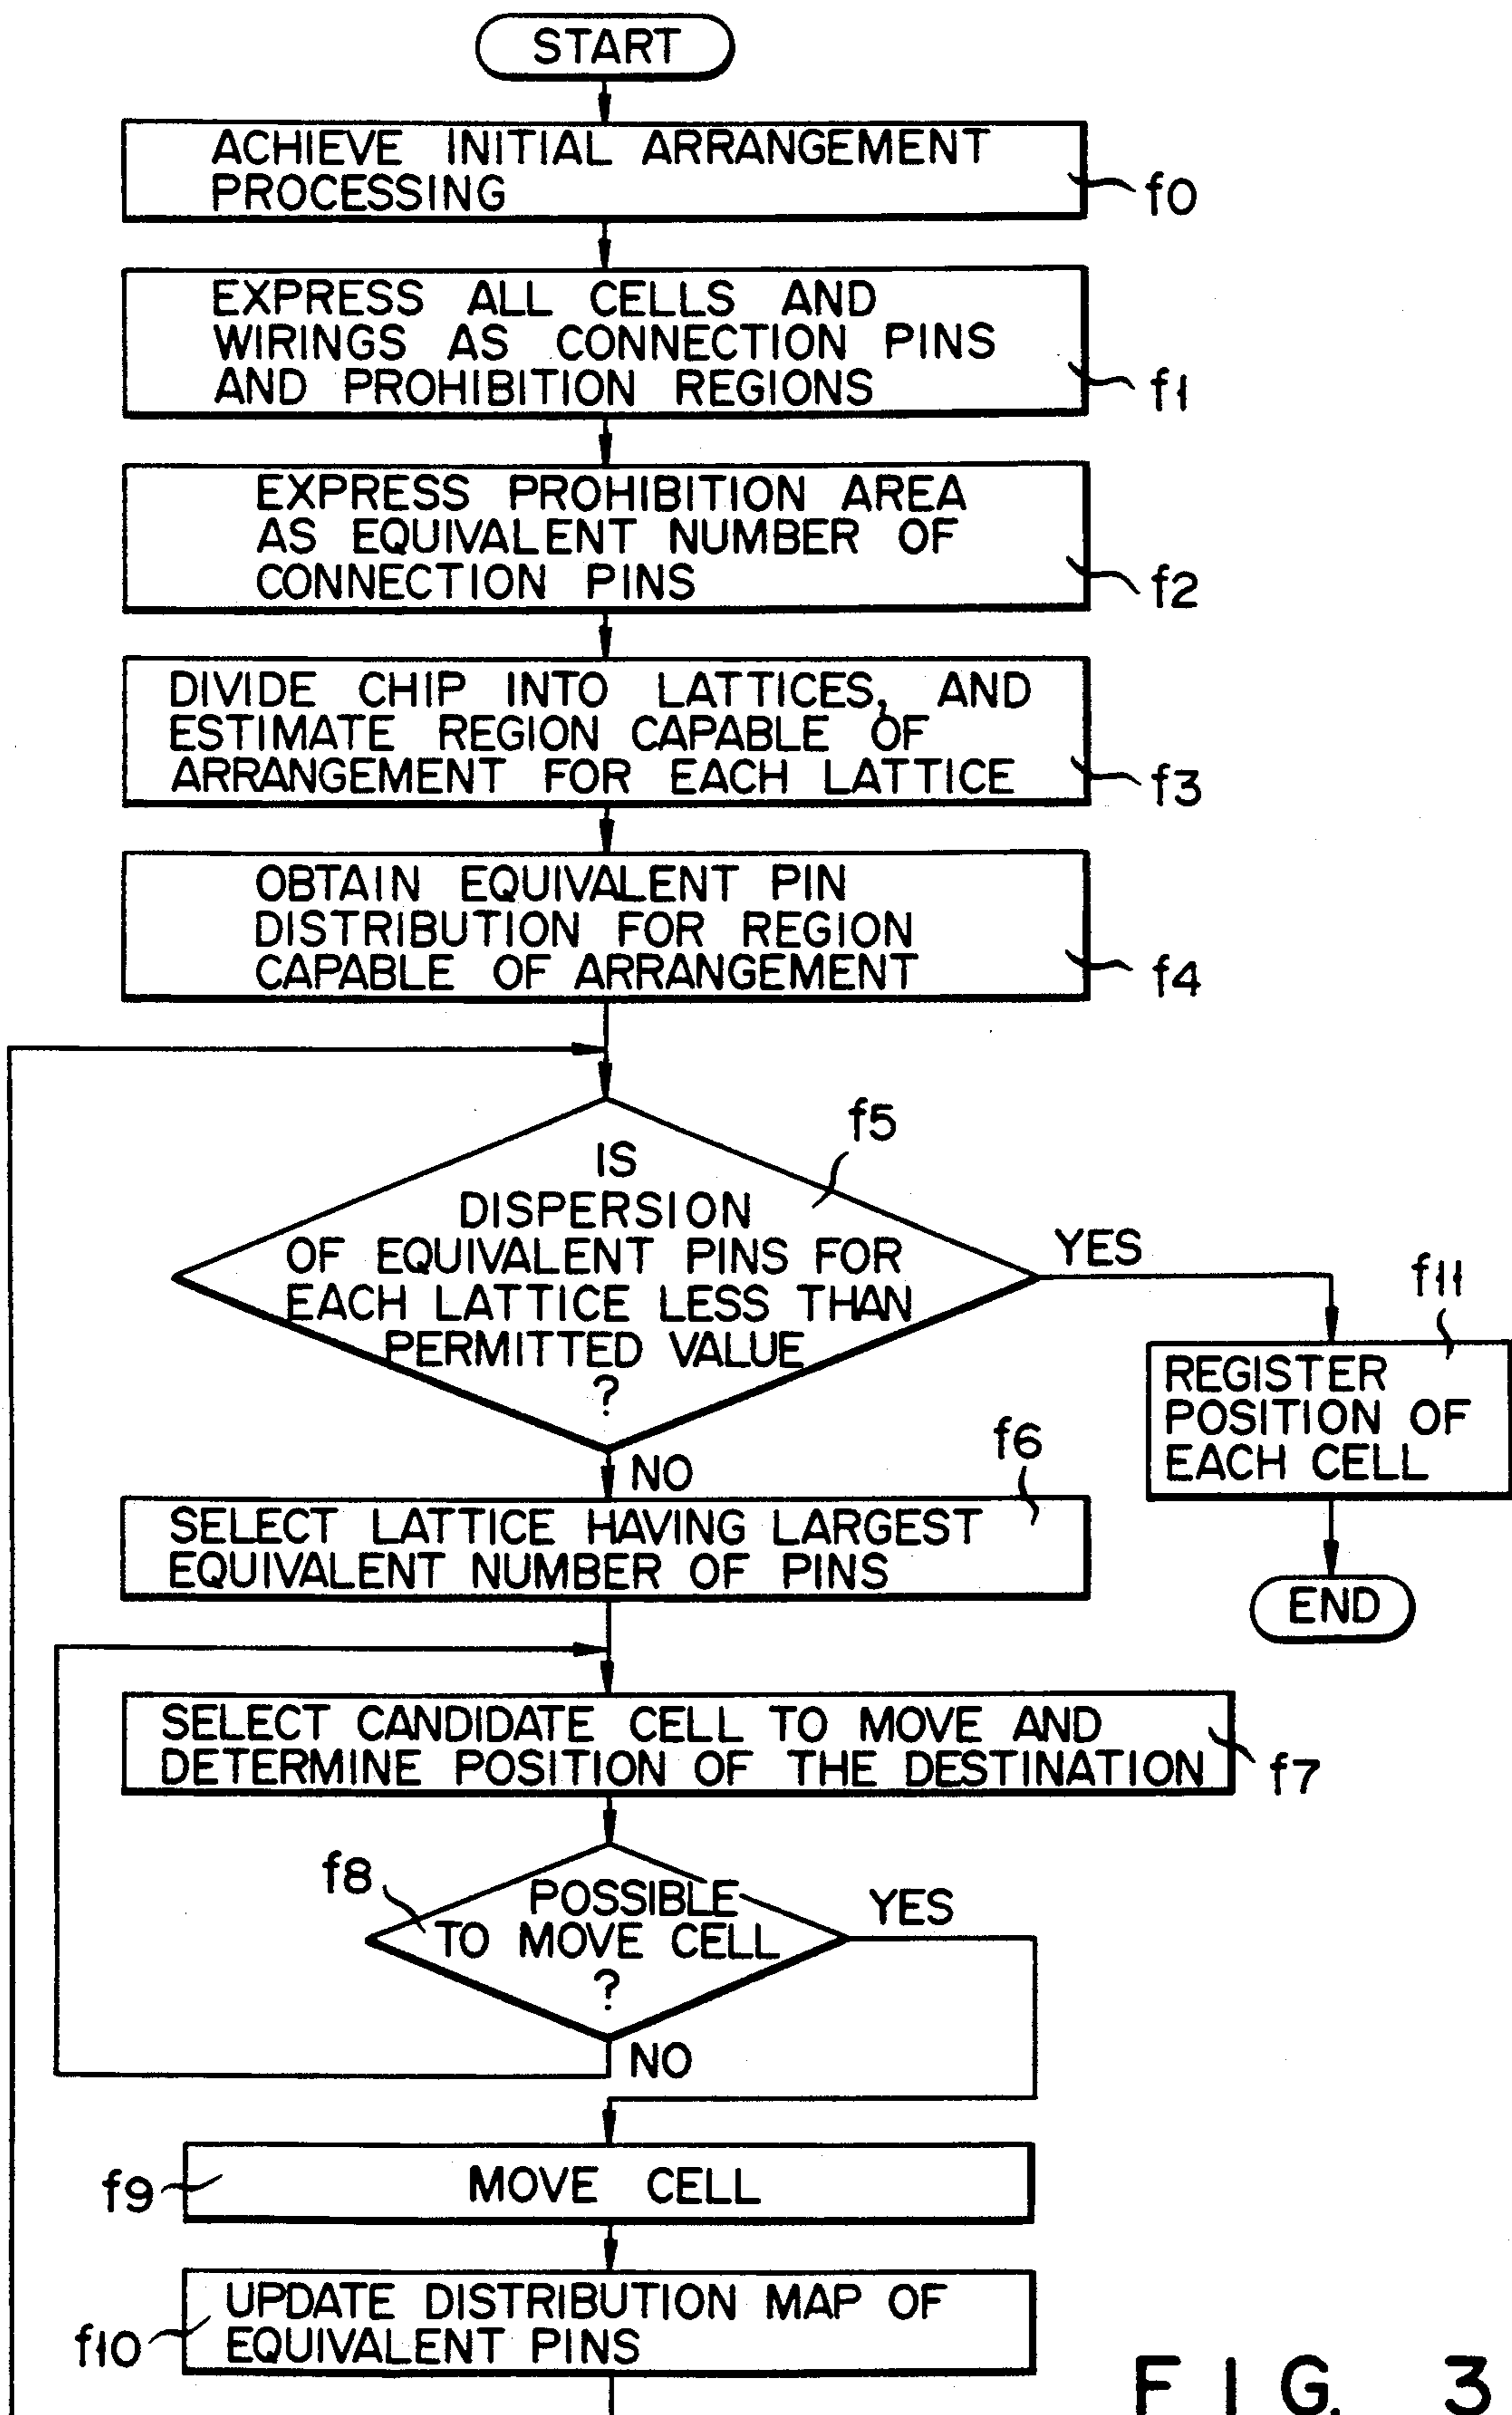 START
ACHIEVE INITIAL ARRANGEMENT
PROCESSING
f0
EXPRESS ALL CELLS AND
WIRINGS AS CONNECTION PINS
AND PROHIBITION REGIONS
f1
EXPRESS PROHIBITION AREA
AS EQUIVALENT NUMBER OF
CONNECTION PINS
f2
DIVIDE CHIP INTO LATTICES, AND
ESTIMATE REGION CAPABLE OF
ARRANGEMENT FOR EACH LATTICE
f3
OBTAIN EQUIVALENT PIN
DISTRIBUTION FOR REGION
CAPABLE OF ARRANGEMENT
f4
f5
IS
DISPERSION
OF EQUIVALENT PINS FOR
EACH LATTICE LESS THAN
PERMITTED VALUE
?
YES
f11
REGISTER
POSITION OF
EACH CELL
END
NO
f6
SELECT LATTICE HAVING LARGEST
EQUIVALENT NUMBER OF PINS
SELECT CANDIDATE CELL TO MOVE AND
DETERMINE POSITION OF THE DESTINATION
f7
f8
POSSIBLE
TO MOVE CELL
?
YES
NO
f9
MOVE CELL
UPDATE DISTRIBUTION MAP OF
EQUIVALENT PINS
f10
FIG. 3